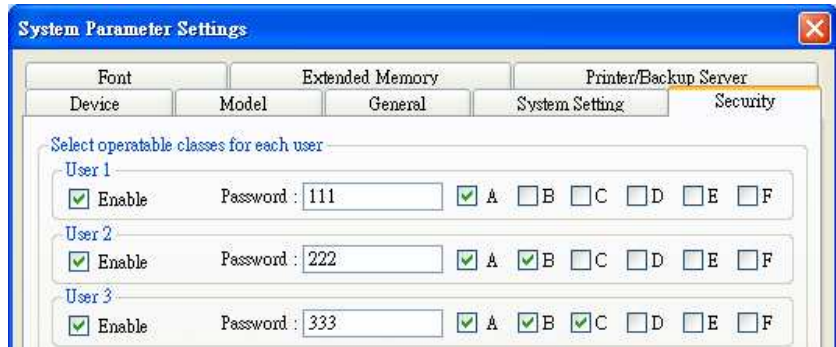 System Parameter Settings
Font Extended Memory Printer/Backup Server
Device Model General System Setting Security
Select operatable classes for each user
User 1
Enable Password : 111 A B C D E F
User 2
Enable Password : 222 A B C D E F
User 3
Enable Password : 333 A B C D E F